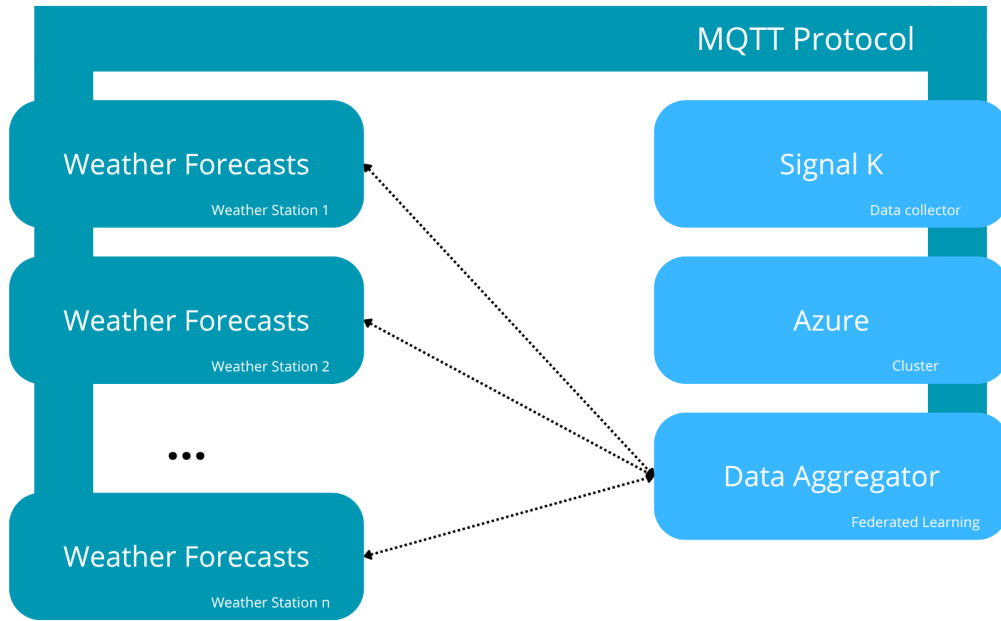 MQTT Protocol
Weather Forecasts
Weather Station 1
Signal K
Data collector
Weather Forecasts
Weather Station 2
Azure
Cluster
...
Data Aggregator
Federated Learning
Weather Forecasts
Weather Station n